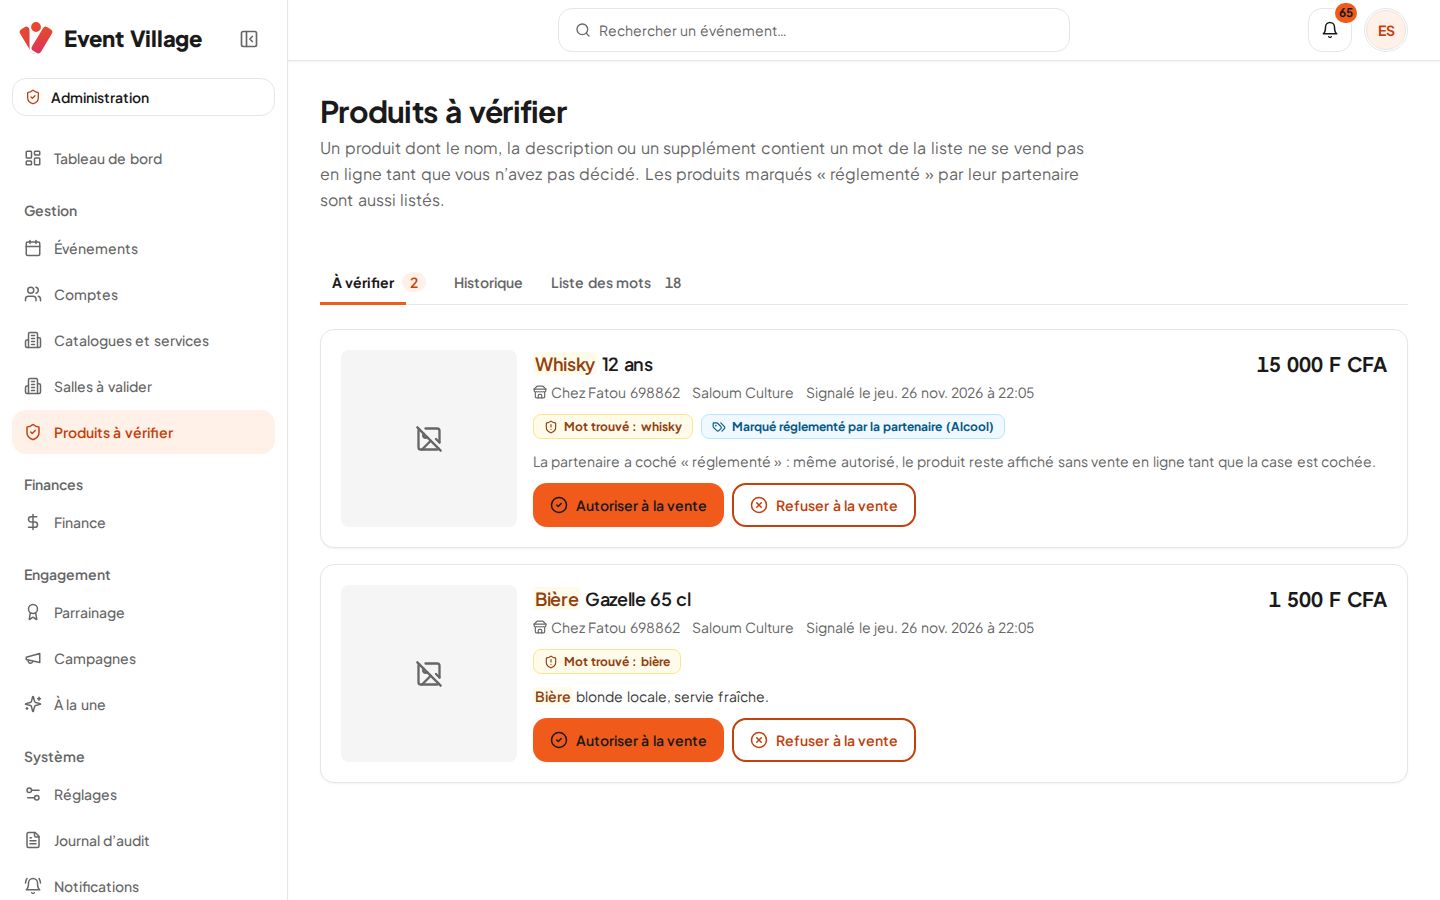 Event Village
Rechercher un événement…
65
ES
Administration
Tableau de bord
Gestion
Événements
Comptes
Catalogues et services
Salles à valider
Produits à vérifier
Finances
Finance
Engagement
Parrainage
Campagnes
À la une
Système
Réglages
Journal d’audit
Notifications
Produits à vérifier
Un produit dont le nom, la description ou un supplément contient un mot de la liste ne se vend pas
en ligne tant que vous n’avez pas décidé. Les produits marqués « réglementé » par leur partenaire
sont aussi listés.
À vérifier 2 Historique Liste des mots 18
Whisky 12 ans 15 000 F CFA
Chez Fatou 698862 Saloum Culture Signalé le jeu. 26 nov. 2026 à 22:05
Mot trouvé : whisky Marqué réglementé par la partenaire (Alcool)
La partenaire a coché « réglementé » : même autorisé, le produit reste affiché sans vente en ligne tant que la case est cochée.
Autoriser à la vente Refuser à la vente
Bière Gazelle 65 cl 1 500 F CFA
Chez Fatou 698862 Saloum Culture Signalé le jeu. 26 nov. 2026 à 22:05
Mot trouvé : bière
Bière blonde locale, servie fraîche.
Autoriser à la vente Refuser à la vente